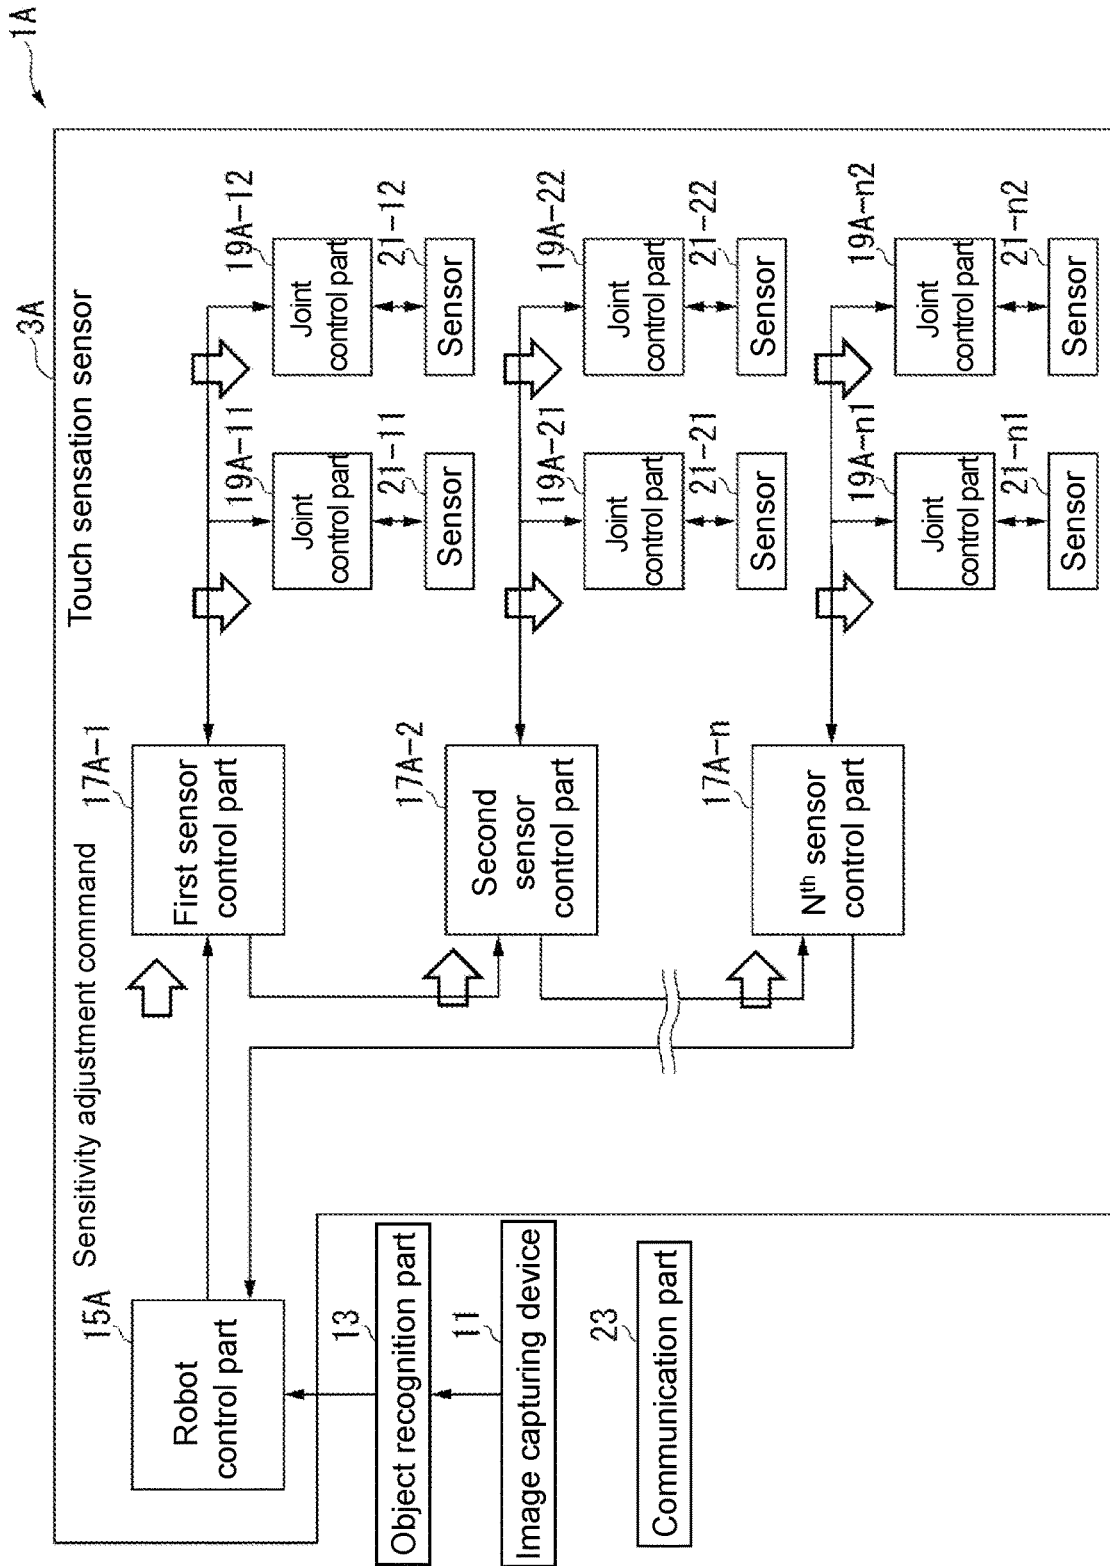 1A
3A
Touch sensation sensor
Sensitivity adjustment command
15A
Robot
control part
17A-1
First sensor
control part
19A-11
Joint
control part
21-11
Sensor
19A-12
Joint
control part
21-12
Sensor
17A-2
Second
sensor
control part
19A-21
Joint
control part
21-21
Sensor
19A-22
Joint
control part
21-22
Sensor
17A-n
Nth sensor
control part
19A-n1
Joint
control part
21-n1
Sensor
19A-n2
Joint
control part
21-n2
Sensor
13
Object recognition part
11
Image capturing device
23
Communication part